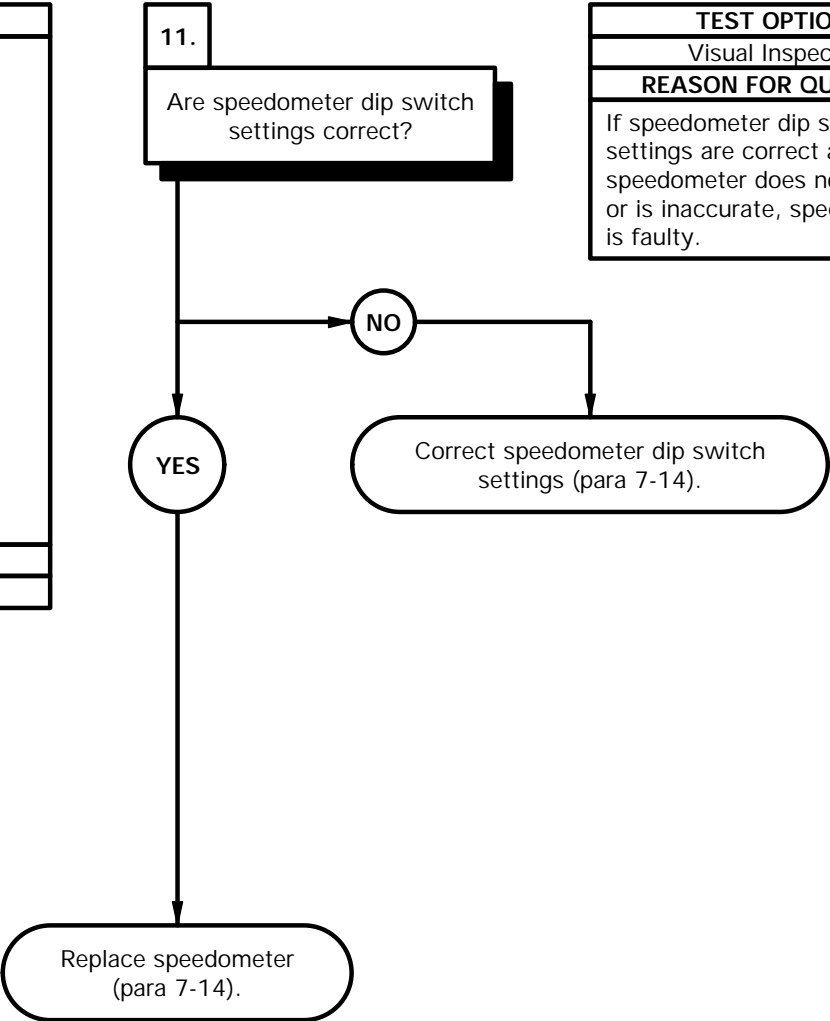 11.
Are speedometer dip switch
settings correct?
TEST OPTIO
Visual Inspec
REASON FOR QU
If speedometer dip s
settings are correct
speedometer does
or is inaccurate,
is faulty.
NO
YES
Correct speedometer dip switch
settings (para 7-14).
Replace speedometer
(para 7-14).